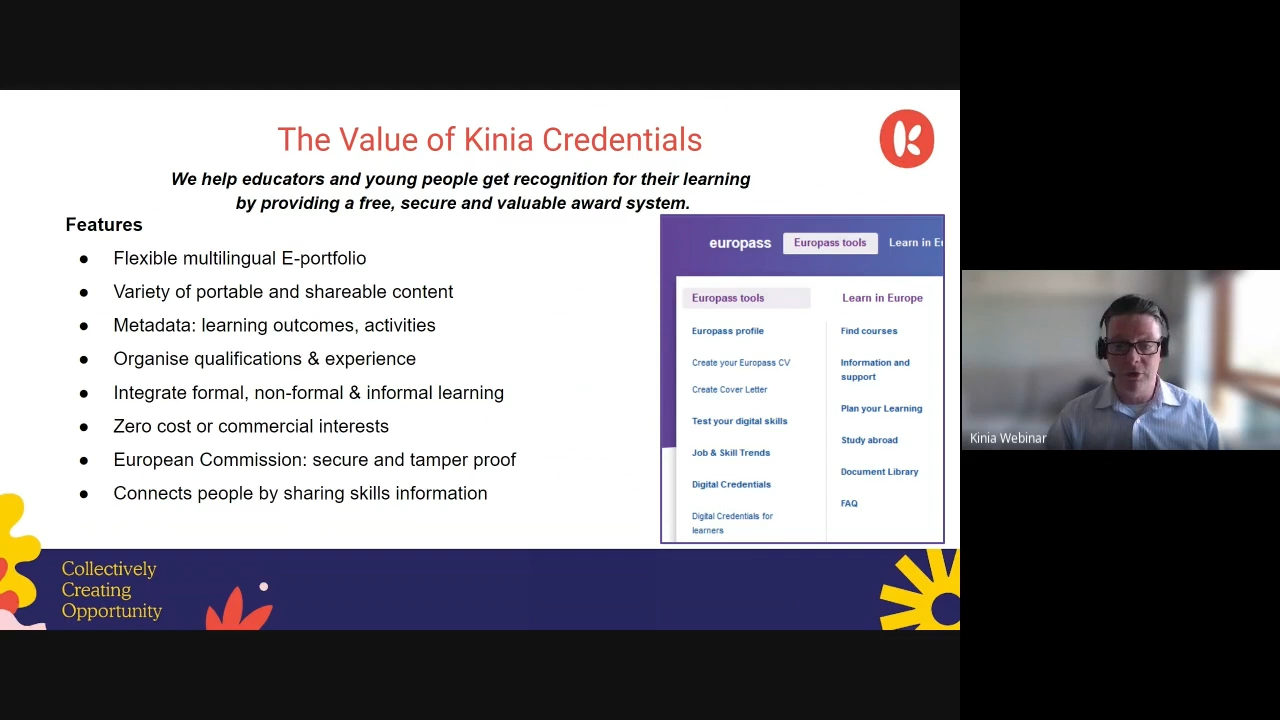 The Value of Kinia Credentials
We help educators and young people get recognition for their learning
by providing a free, secure and valuable award system.
Features
● Flexible multilingual E-portfolio
● Variety of portable and shareable content
● Metadata: learning outcomes, activities
● Organise qualifications & experience
● Integrate formal, non-formal & informal learning
● Zero cost or commercial interests
● European Commission: secure and tamper proof
● Connects people by sharing skills information
europass Europass tools Learn in
Europass tools
Europass profile
Create your Europass CV
Create Cover Letter
Test your digital skills
Job & Skill Trends
Digital Credentials
Digital Credentials for
learners
Learn in Europe
Find courses
Information and
support
Plan your Learning
Study abroad
Document Library
FAQ
Collectively
Creating
Opportunity
Kinia Webinar